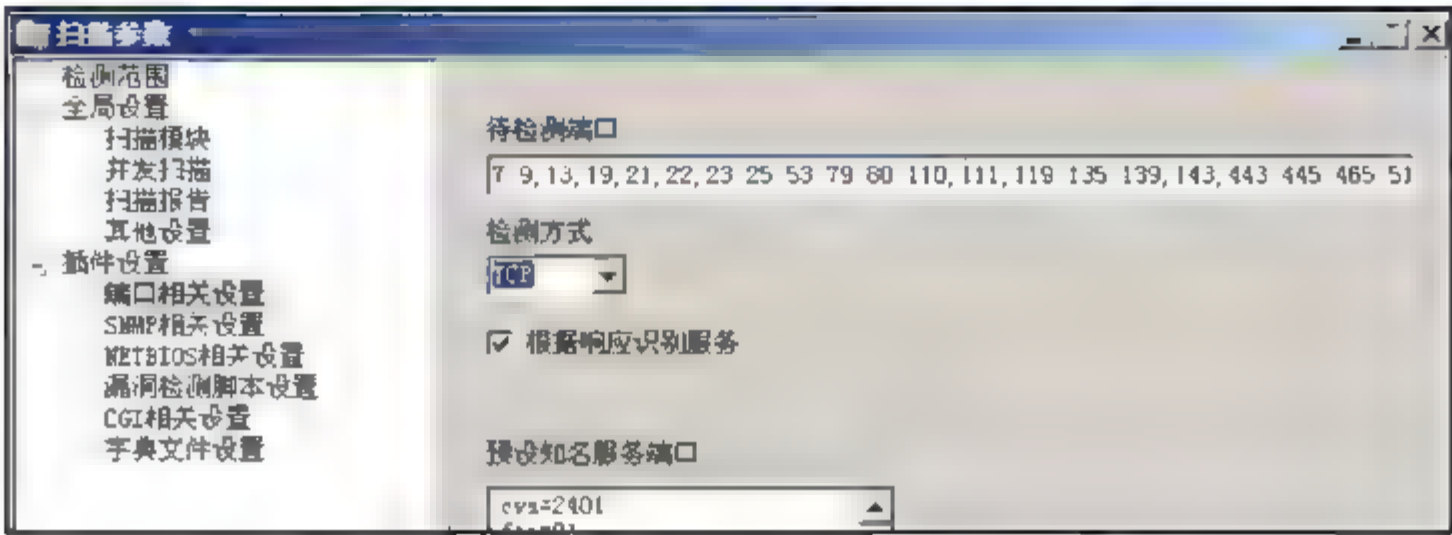 扫描参数
检测范围
全局设置
扫描模块
并发扫描
扫描报告
其他设置
插件设置
端口相关设置
SNMP相关设置
NETBIOS相关设置
漏洞检测脚本设置
CGI相关设置
字典文件设置
待检测端口
7 9,13,19,21,22,23 25 53 79 80 110,111,119 135 139,143,443 445 465 51
检测方式
TCP
根据响应识别服务
预设知名服务端口
cvs=2401